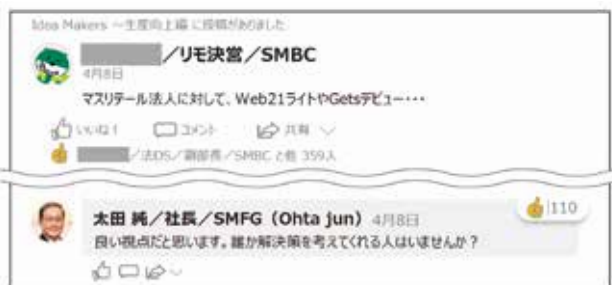 Idea Makers ～生産向上編 に投稿がありました
／リモ決営／SMBC
4月8日
マスリテール法人に対して、Web21ライトやGetsデビュー・・・
いいね！ コメント 共有
／法DS／副部長／SMBC と他 359人
太田 純／社長／SMFG（Ohta jun） 4月8日
110
良い視点だと思います。誰か解決策を考えてくれる人はいませんか？